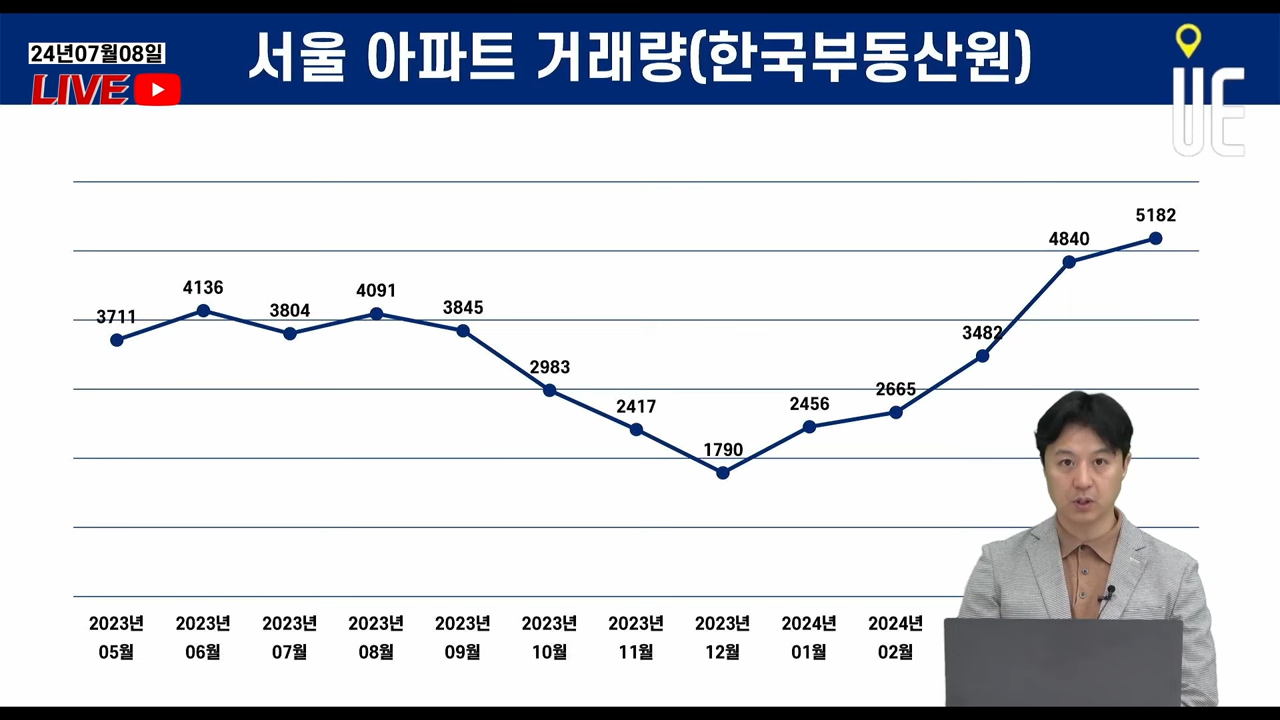 24년07월08일
LIVE
서울 아파트 거래량(한국부동산원)
UE
3711
4136
3804
4091
3845
2983
2417
1790
2456
2665
3482
4840
5182
2023년 05월
2023년 06월
2023년 07월
2023년 08월
2023년 09월
2023년 10월
2023년 11월
2023년 12월
2024년 01월
2024년 02월